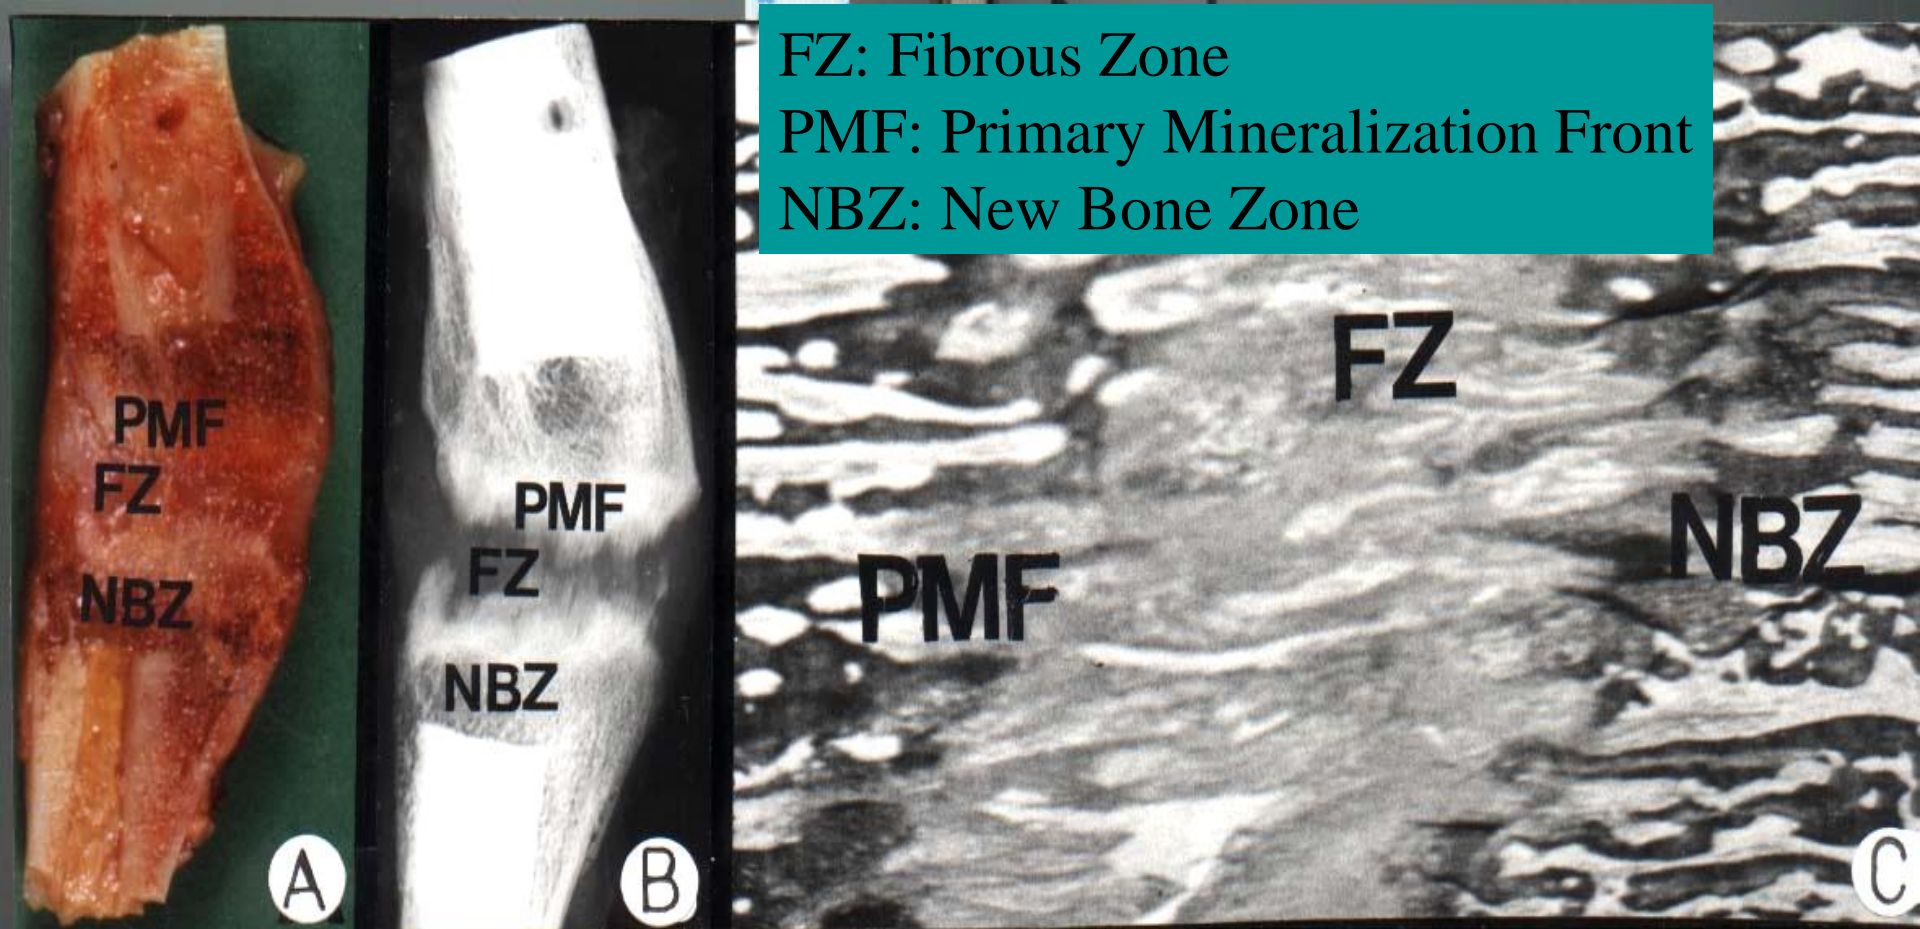 FZ: Fibrous Zone
PMF: Primary Mineralization Front
NBZ: New Bone Zone
PMF
FZ
NBZ
A
PMF
FZ
NBZ
B
FZ
NBZ
PMF
C